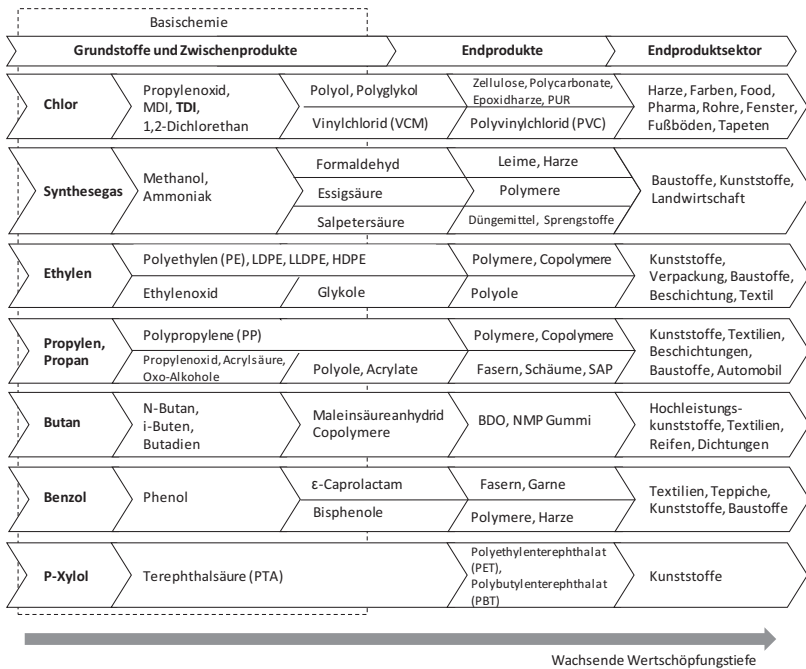 Basischemie
Grundstoffe und Zwischenprodukte
Endprodukte
Endproduktsektor
Chlor
Propylenoxid,
MDI, TDI,
1,2-Dichlorethan
Polyol, Polyglykol
Vinylchlorid (VCM)
Zellulose, Polycarbonate,
Epoxidharze, PUR
Polyvinylchlorid (PVC)
Harze, Farben, Food,
Pharma, Rohre, Fenster,
Fußböden, Tapeten
Synthesegas
Methanol,
Ammoniak
Formaldehyd
Essigsäure
Salpetersäure
Leime, Harze
Polymere
Düngemittel, Sprengstoffe
Baustoffe, Kunststoffe,
Landwirtschaft
Ethylen
Polyethylen (PE), LDPE, LLDPE, HDPE
Ethylenoxid
Glykole
Polymere, Copolymere
Polyole
Kunststoffe,
Verpackung, Baustoffe,
Beschichtung, Textil
Propylen,
Propan
Polypropylene (PP)
Propylenoxid, Acrylsäure,
Oxo-Alkohole
Polyole, Acrylate
Polymere, Copolymere
Fasern, Schäume, SAP
Kunststoffe, Textilien,
Beschichtungen,
Baustoffe, Automobil
Butan
N-Butan,
i-Buten,
Butadien
Maleinsäureanhydrid
Copolymere
BDO, NMP Gummi
Hochleistungs-
kunststoffe, Textilien,
Reifen, Dichtungen
Benzol
Phenol
ε-Caprolactam
Bisphenole
Fasern, Garne
Polymere, Harze
Textilien, Teppiche,
Kunststoffe, Baustoffe
P-Xylol
Terephthalsäure (PTA)
Polyethylenterephthalat
(PET),
Polybutylenterephthalat
(PBT)
Kunststoffe
Wachsende Wertschöpfungstiefe